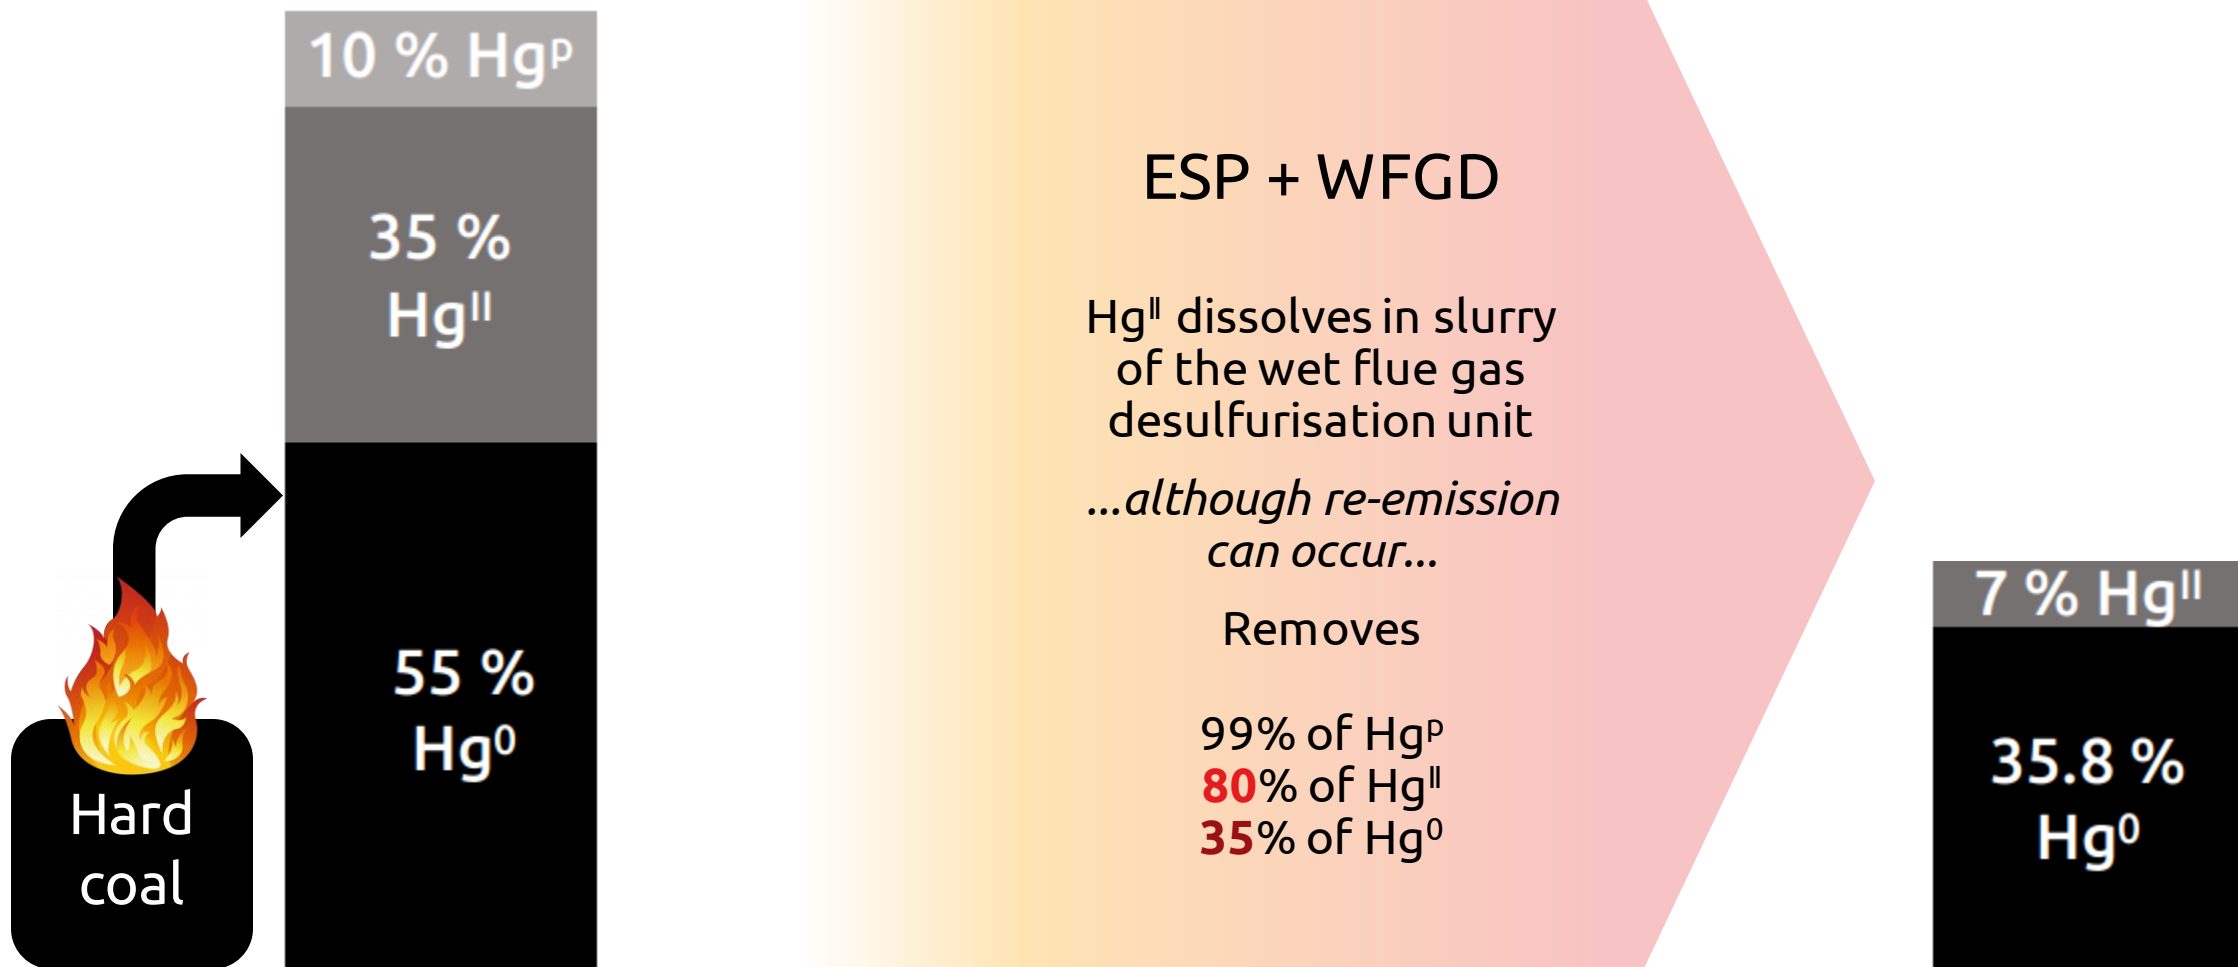 10 % Hgᵖ
35 %
Hgᴵᴵ
55 %
Hg⁰
Hard
coal
ESP + WFGD
Hgᴵᴵ dissolves in slurry
of the wet flue gas
desulfurisation unit
...although re-emission
can occur...
Removes
99% of Hgᵖ
80% of Hgᴵᴵ
35% of Hg⁰
7 % Hgᴵᴵ
35.8 %
Hg⁰